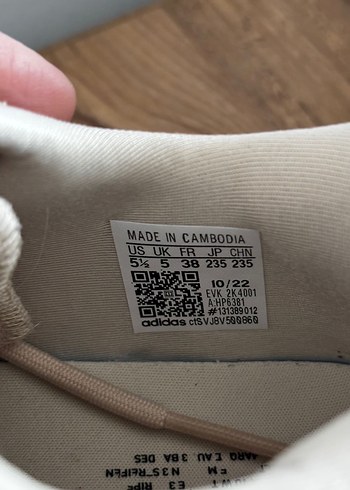 MADE IN CAMBODIA
US UK FR JP CHN
5½ 5 38 235 235
10/22
EVK 2K4001
A:HP6381
#131389012
adidas ctSVJ8V500860